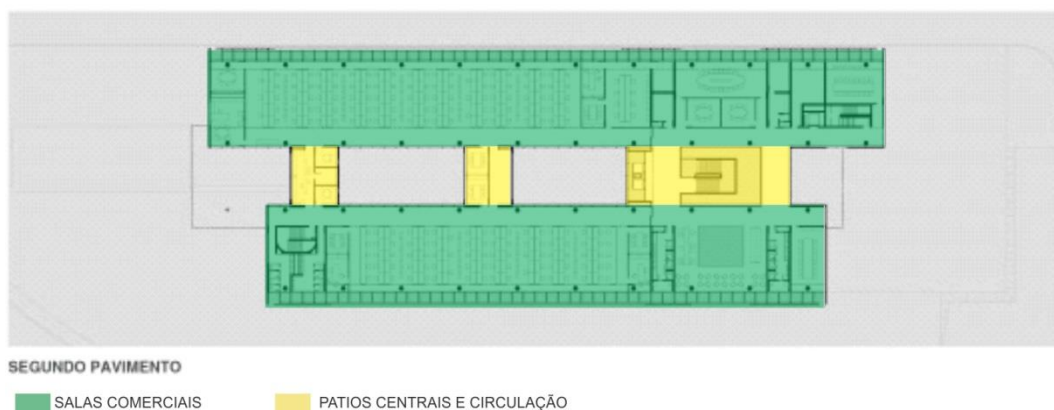 SEGUNDO PAVIMENTO
SALAS COMERCIAIS
PATIOS CENTRAIS E CIRCULAÇÃO